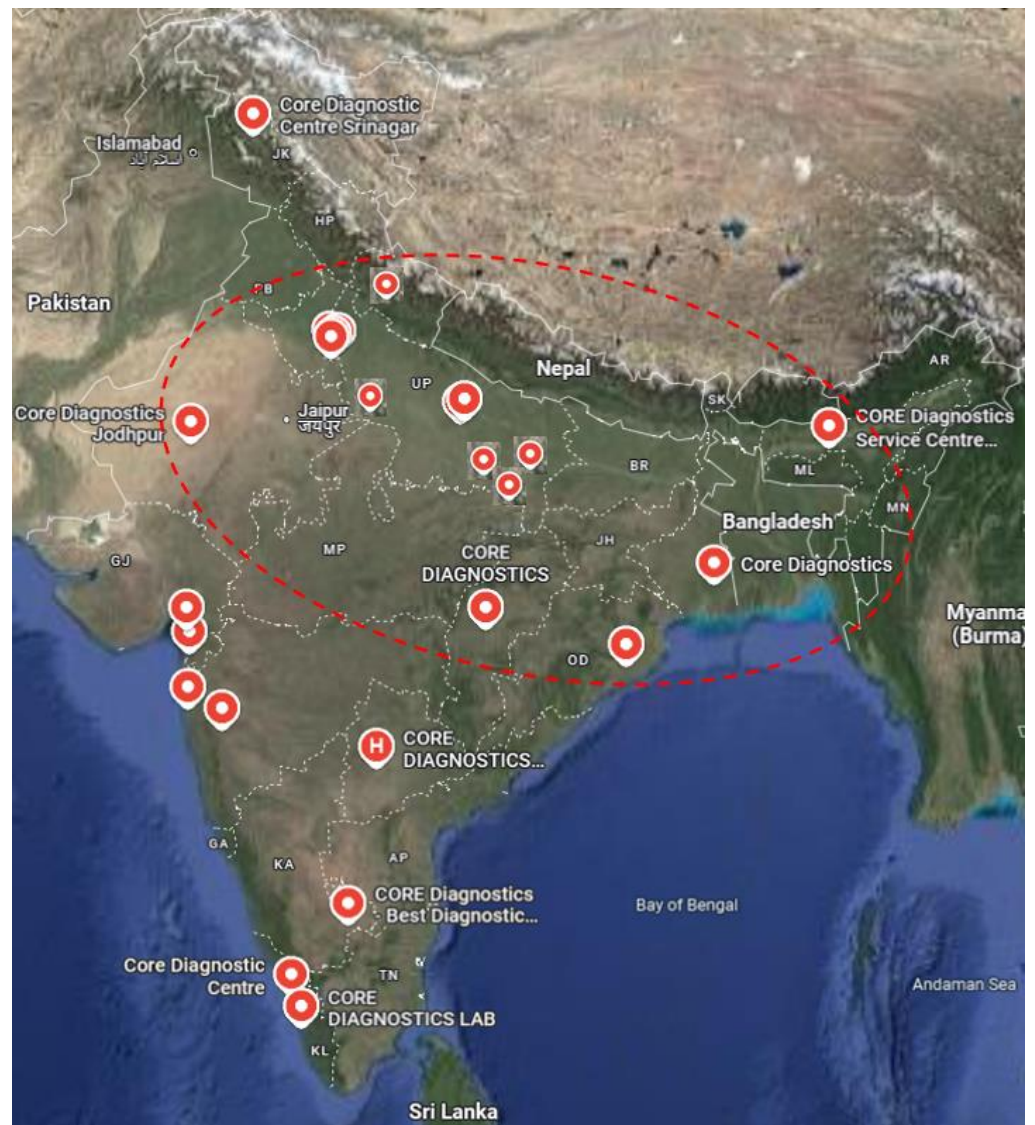 Core Diagnostic
Centre Srinagar
Islamabad
اسلام آباد
JK
HP
PB
Pakistan
Nepal
AR
UP
SK
Core Diagnostics
Jodhpur
Jaipur
जयपुर
CORE Diagnostics
Service Centre...
BR
ML
MN
Bangladesh
GJ
MP
JH
CORE
DIAGNOSTICS
Core Diagnostics
Myanma
(Burma)
OD
H
CORE
DIAGNOSTICS...
GA
KA
AP
CORE Diagnostics
Best Diagnostic...
Bay of Bengal
Core Diagnostic
Centre
TN
Andaman Sea
CORE
DIAGNOSTICS LAB
KL
Sri Lanka